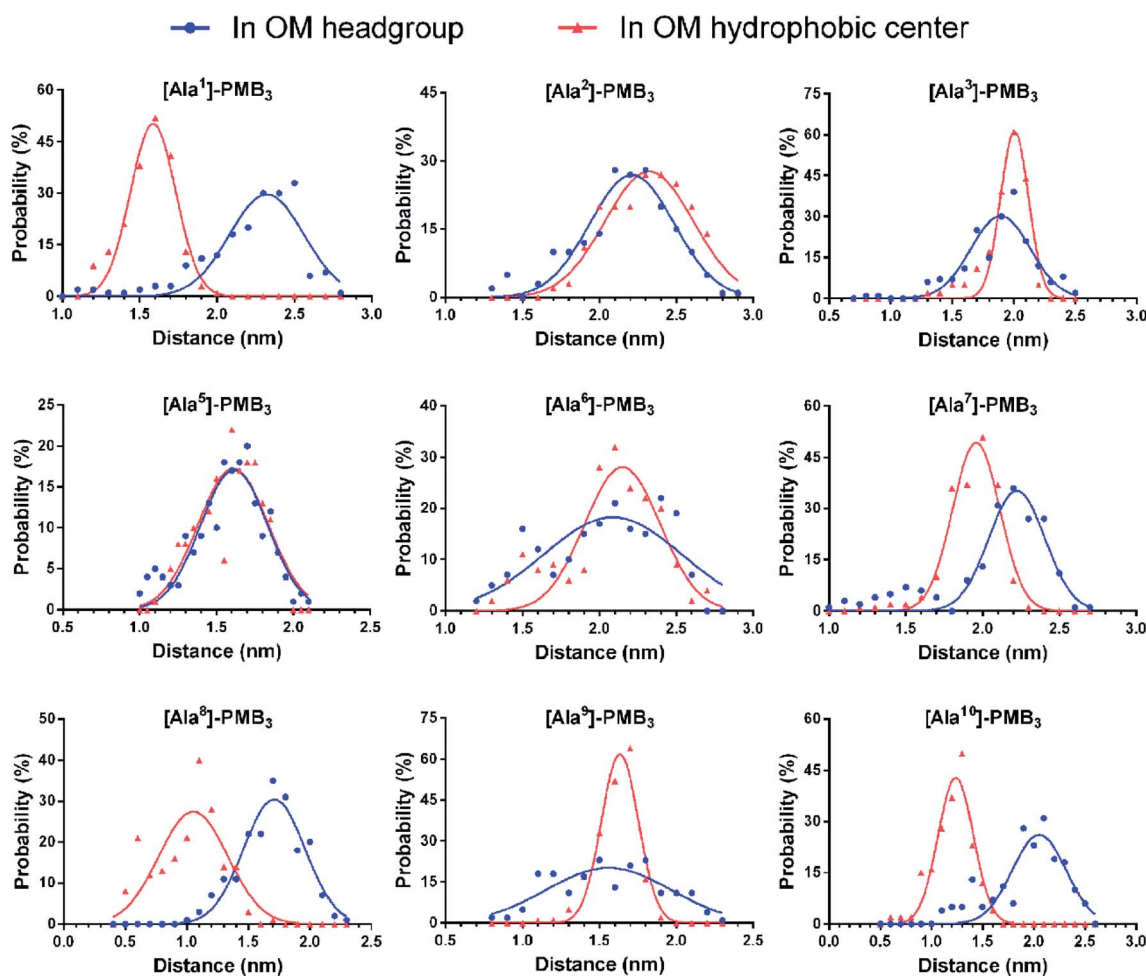 In OM headgroup In OM hydrophobic center
[Ala1]-PMB3 [Ala2]-PMB3 [Ala3]-PMB3
Probability (%) Probability (%) Probability (%)
60 45 75
45 30 60
30 15 45
15 0 30
0 15
0
1.0 1.5 2.0 2.5 3.0 1.0 1.5 2.0 2.5 3.0 0.5 1.0 1.5 2.0 2.5 3.0
Distance (nm) Distance (nm) Distance (nm)
[Ala5]-PMB3 [Ala6]-PMB3 [Ala7]-PMB3
Probability (%) Probability (%) Probability (%)
25 40 60
20 30 45
15 20 30
10 10 15
5 0 0
0
0.5 1.0 1.5 2.0 2.5 1.0 1.5 2.0 2.5 3.0 1.0 1.5 2.0 2.5 3.0
Distance (nm) Distance (nm) Distance (nm)
[Ala8]-PMB3 [Ala9]-PMB3 [Ala10]-PMB3
Probability (%) Probability (%) Probability (%)
50 75 60
40 60 45
30 45 30
20 30 15
10 15 0
0 0
0.0 0.5 1.0 1.5 2.0 2.5 0.5 1.0 1.5 2.0 2.5 0.0 0.5 1.0 1.5 2.0 2.5 3.0
Distance (nm) Distance (nm) Distance (nm)